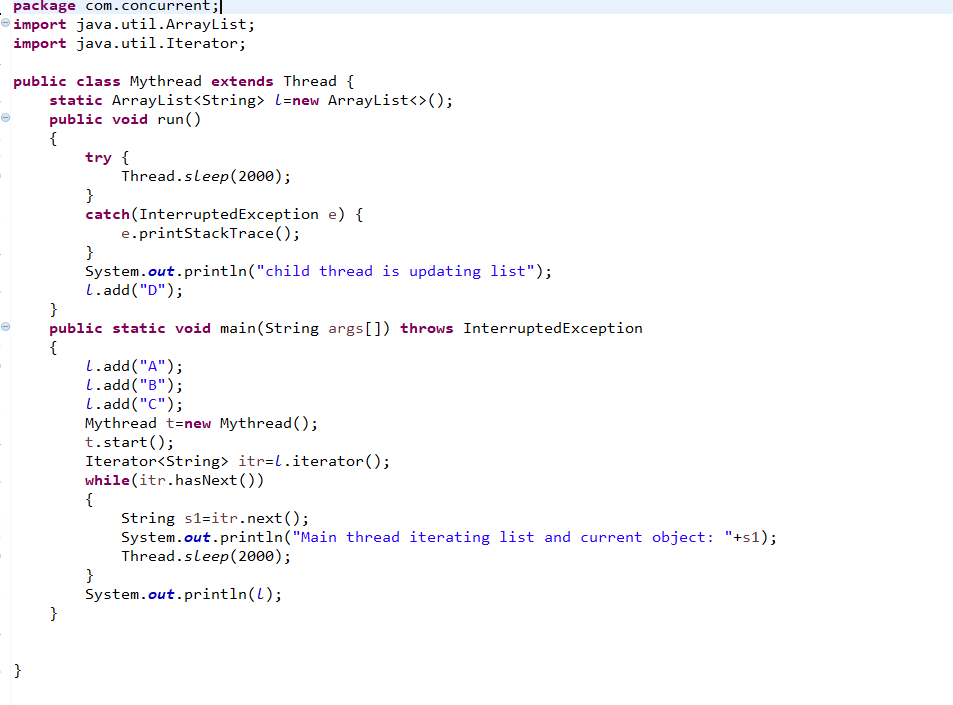 package com.concurrent;
import java.util.ArrayList;
import java.util.Iterator;
public class Mythread extends Thread {
static ArrayList<String> l=new ArrayList<>();
public void run()
{
try {
Thread.sleep(2000);
}
catch(InterruptedException e) {
e.printStackTrace();
}
System.out.println("child thread is updating list");
l.add("D");
}
public static void main(String args[]) throws InterruptedException
{
l.add("A");
l.add("B");
l.add("C");
Mythread t=new Mythread();
t.start();
Iterator<String> itr=l.iterator();
while(itr.hasNext())
{
String s1=itr.next();
System.out.println("Main thread iterating list and current object: "+s1);
Thread.sleep(2000);
}
System.out.println(l);
}
}